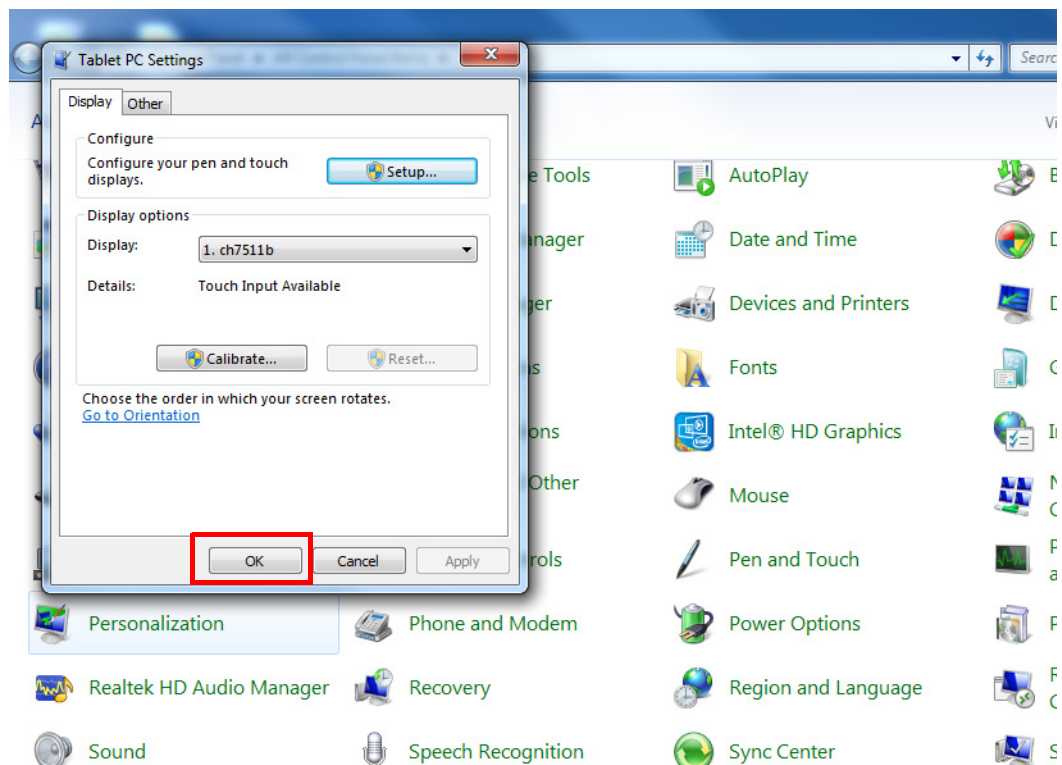 Tablet PC Settings
Searc
Display
Other
Configure
Configure your pen and touch
displays.
Setup...
Display options
Display:
1. ch7511b
Details:
Touch Input Available
Calibrate...
Reset...
Choose the order in which your screen rotates.
Go to Orientation
OK
Cancel
Apply
A
Vi
e Tools
AutoPlay
B
nager
Date and Time
D
ger
Devices and Printers
D
s
Fonts
G
ons
Intel® HD Graphics
In
Other
Mouse
N
C
rols
Pen and Touch
P
a
Personalization
Phone and Modem
Power Options
P
Realtek HD Audio Manager
Recovery
Region and Language
R
C
Sound
Speech Recognition
Sync Center
S